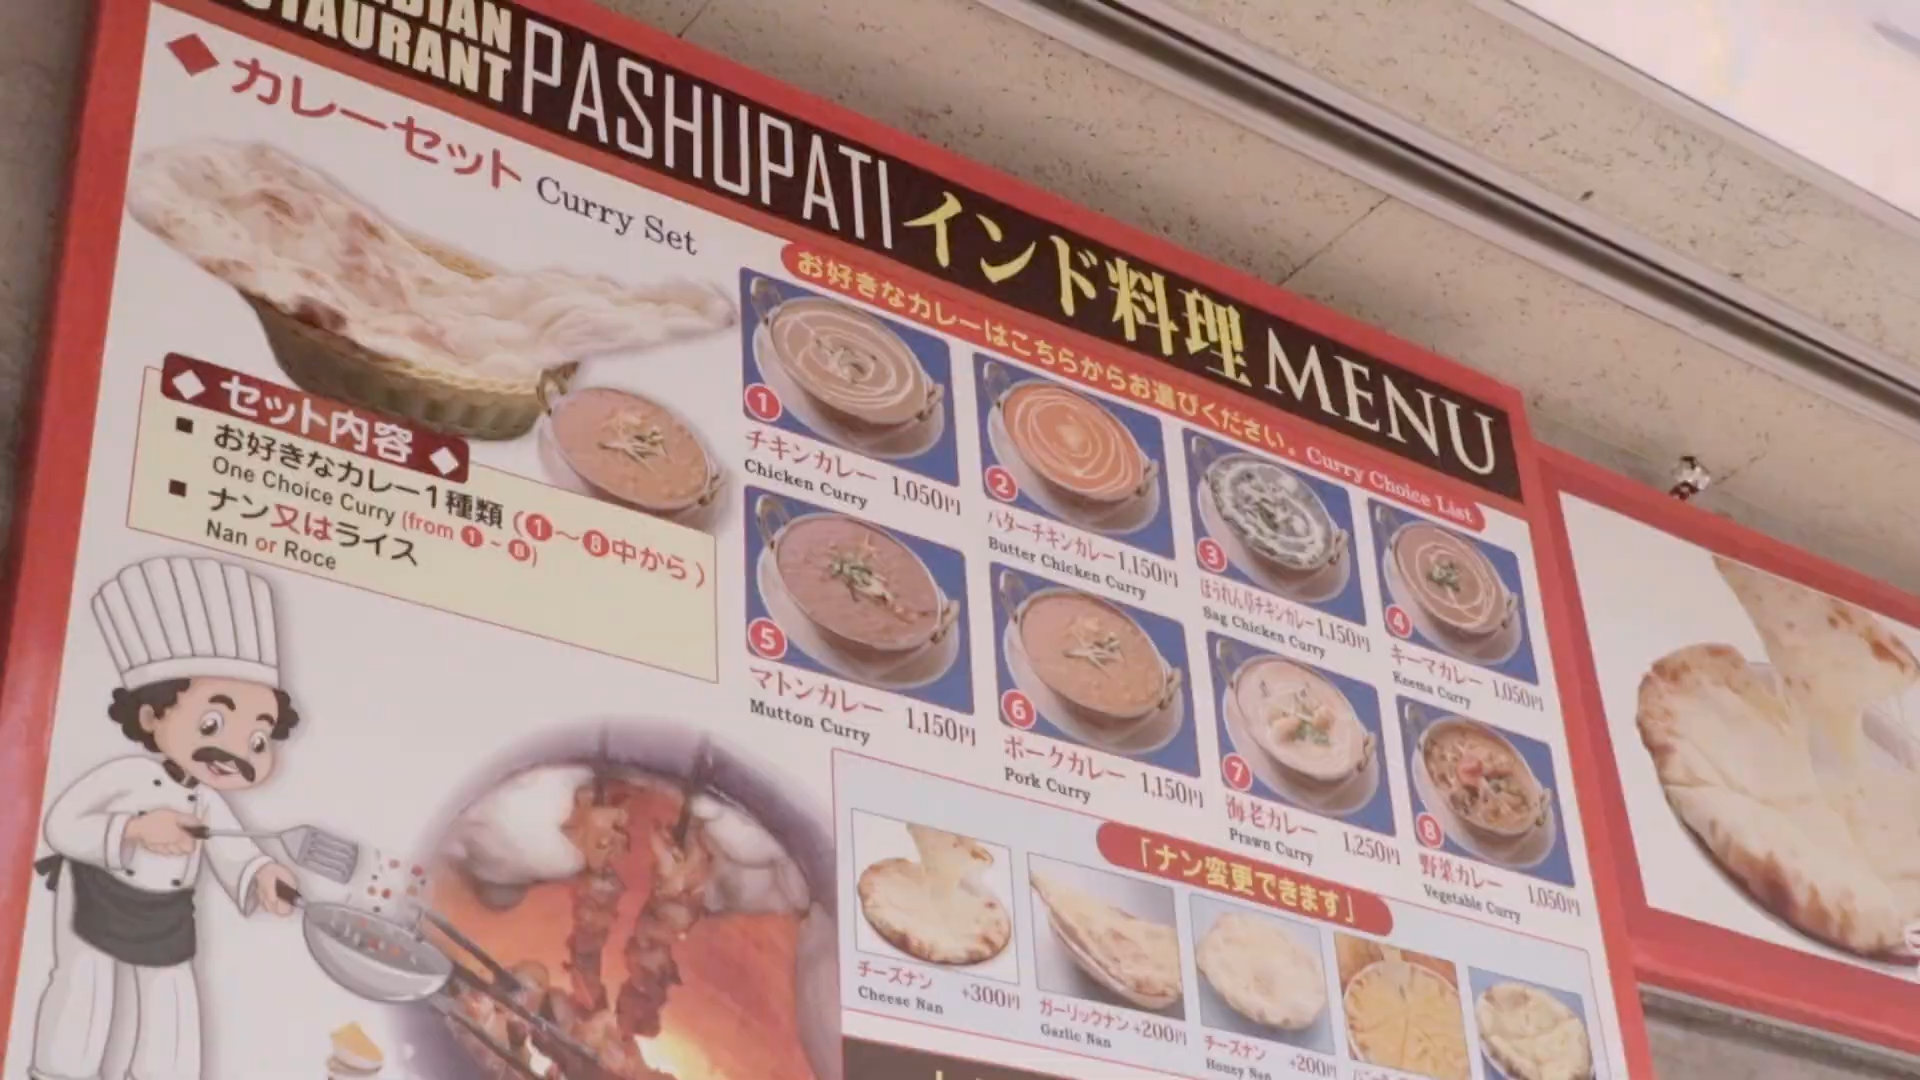 PASHUPATI インド料理 MENU
◆ カレーセット Curry Set
◆ セット内容 ◆
■ お好きなカレー1種類 (①~⑧中から)
One Choice Curry (from ①~⑧)
■ ナン又はライス
Nan or Roce
お好きなカレーはこちらからお選びください。Curry Choice List
① チキンカレー 1,050円
Chicken Curry
② バターチキンカレー 1,150円
Butter Chicken Curry
③ ほうれん草チキンカレー 1,150円
Sag Chicken Curry
④ キーマカレー 1,050円
Keema Curry
⑤ マトンカレー 1,150円
Mutton Curry
⑥ ポークカレー 1,150円
Pork Curry
⑦ 海老カレー 1,250円
Prawn Curry
⑧ 野菜カレー 1,050円
Vegetable Curry
「ナン変更できます」
チーズナン +300円
Cheese Nan
ガーリックナン +200円
Garlic Nan
チーズナン +200円
Honey Nan